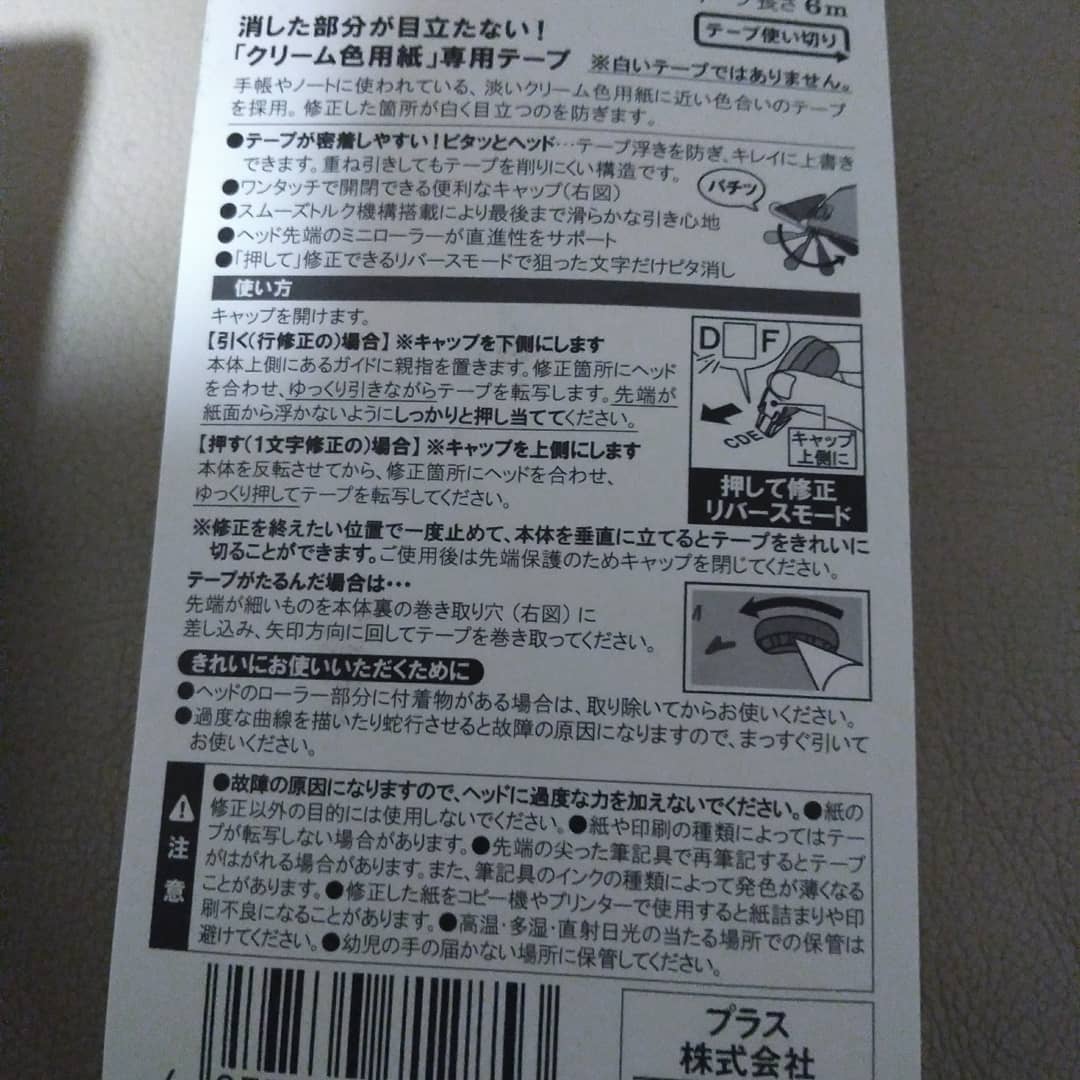 長さ6m
テープ使い切り
消した部分が目立たない!
「クリーム色用紙」専用テープ ※白いテープではありません。
手帳やノートに使われている、淡いクリーム色用紙に近い色合いのテープ
を採用。修正した箇所が白く目立つのを防ぎます。
●テープが密着しやすい!ピタッとヘッド…テープ浮きを防ぎ、キレイに上書き
できます。重ね引きしてもテープを削りにくい構造です。
●ワンタッチで開閉できる便利なキャップ(右図)
パチッ
●スムーズトルク機構搭載により最後まで滑らかな引き心地
●ヘッド先端のミニローラーが直進性をサポート
●「押して」修正できるリバースモードで狙った文字だけピタ消し
使い方
キャップを開けます。
【引く(行修正の)場合】※キャップを下側にします
本体上側にあるガイドに親指を置きます。修正箇所にヘッド
を合わせ、ゆっくり引きながらテープを転写します。先端が
紙面から浮かないようにしっかりと押し当ててください。
【押す(1文字修正の)場合】※キャップを上側にします
本体を反転させてから、修正箇所にヘッドを合わせ、
ゆっくり押してテープを転写してください。
D F
CDE
キャップ
上側に
押して修正
リバースモード
※修正を終えたい位置で一度止めて、本体を垂直に立てるとテープをきれいに
切ることができます。ご使用後は先端保護のためキャップを閉じてください。
テープがたるんだ場合は…
先端が細いものを本体裏の巻き取り穴(右図)に
差し込み、矢印方向に回してテープを巻き取ってください。
きれいにお使いいただくために
●ヘッドのローラー部分に付着物がある場合は、取り除いてからお使いください。
●過度な曲線を描いたり蛇行させると故障の原因になりますので、まっすぐ引いて
お使いください。
注意
●故障の原因になりますので、ヘッドに過度な力を加えないでください。●紙の
修正以外の目的には使用しないでください。●紙や印刷の種類によってはテー
プが転写しない場合があります。●先端の尖った筆記具で再筆記するとテープ
がはがれる場合があります。また、筆記具のインクの種類によって発色が薄くなる
ことがあります。●修正した紙をコピー機やプリンターで使用すると紙詰まりや印
刷不良になることがあります。●高温・多湿・直射日光の当たる場所での保管は
避けてください。●幼児の手の届かない場所に保管してください。
プラス
株式会社